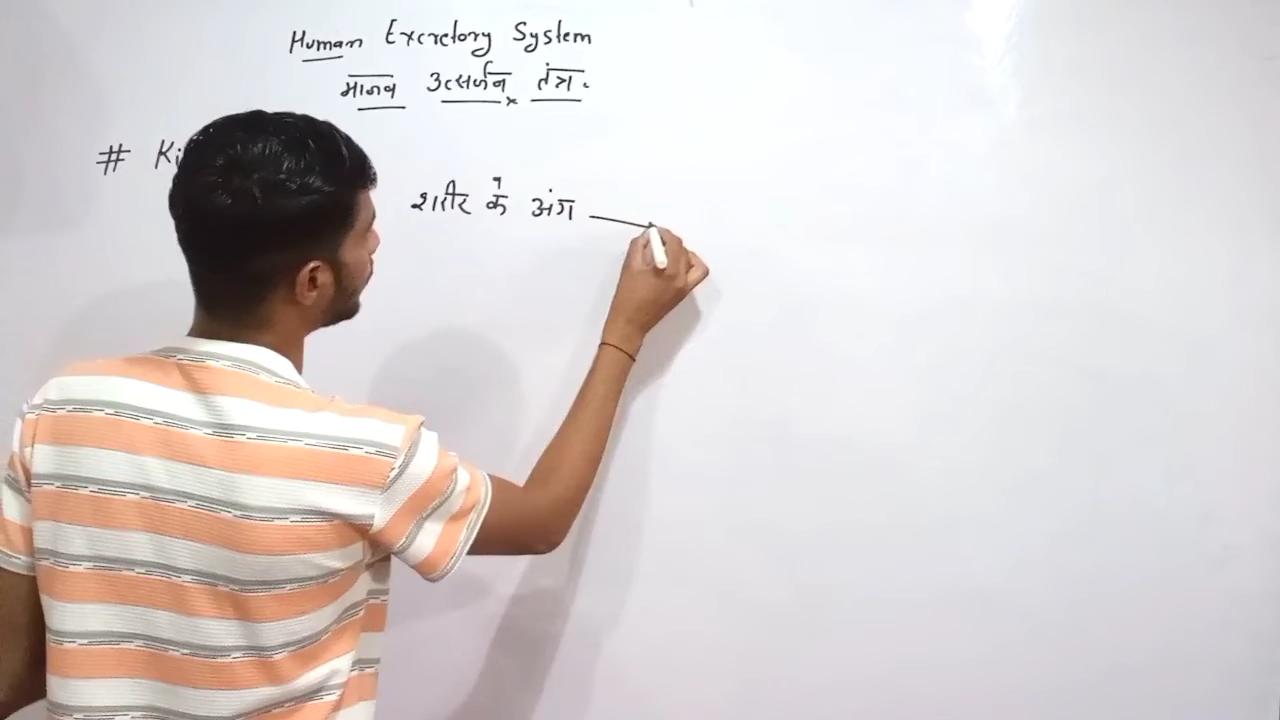 Human Excretory System
मानव उत्सर्जन तंत्र.
#
शरीर के अंग